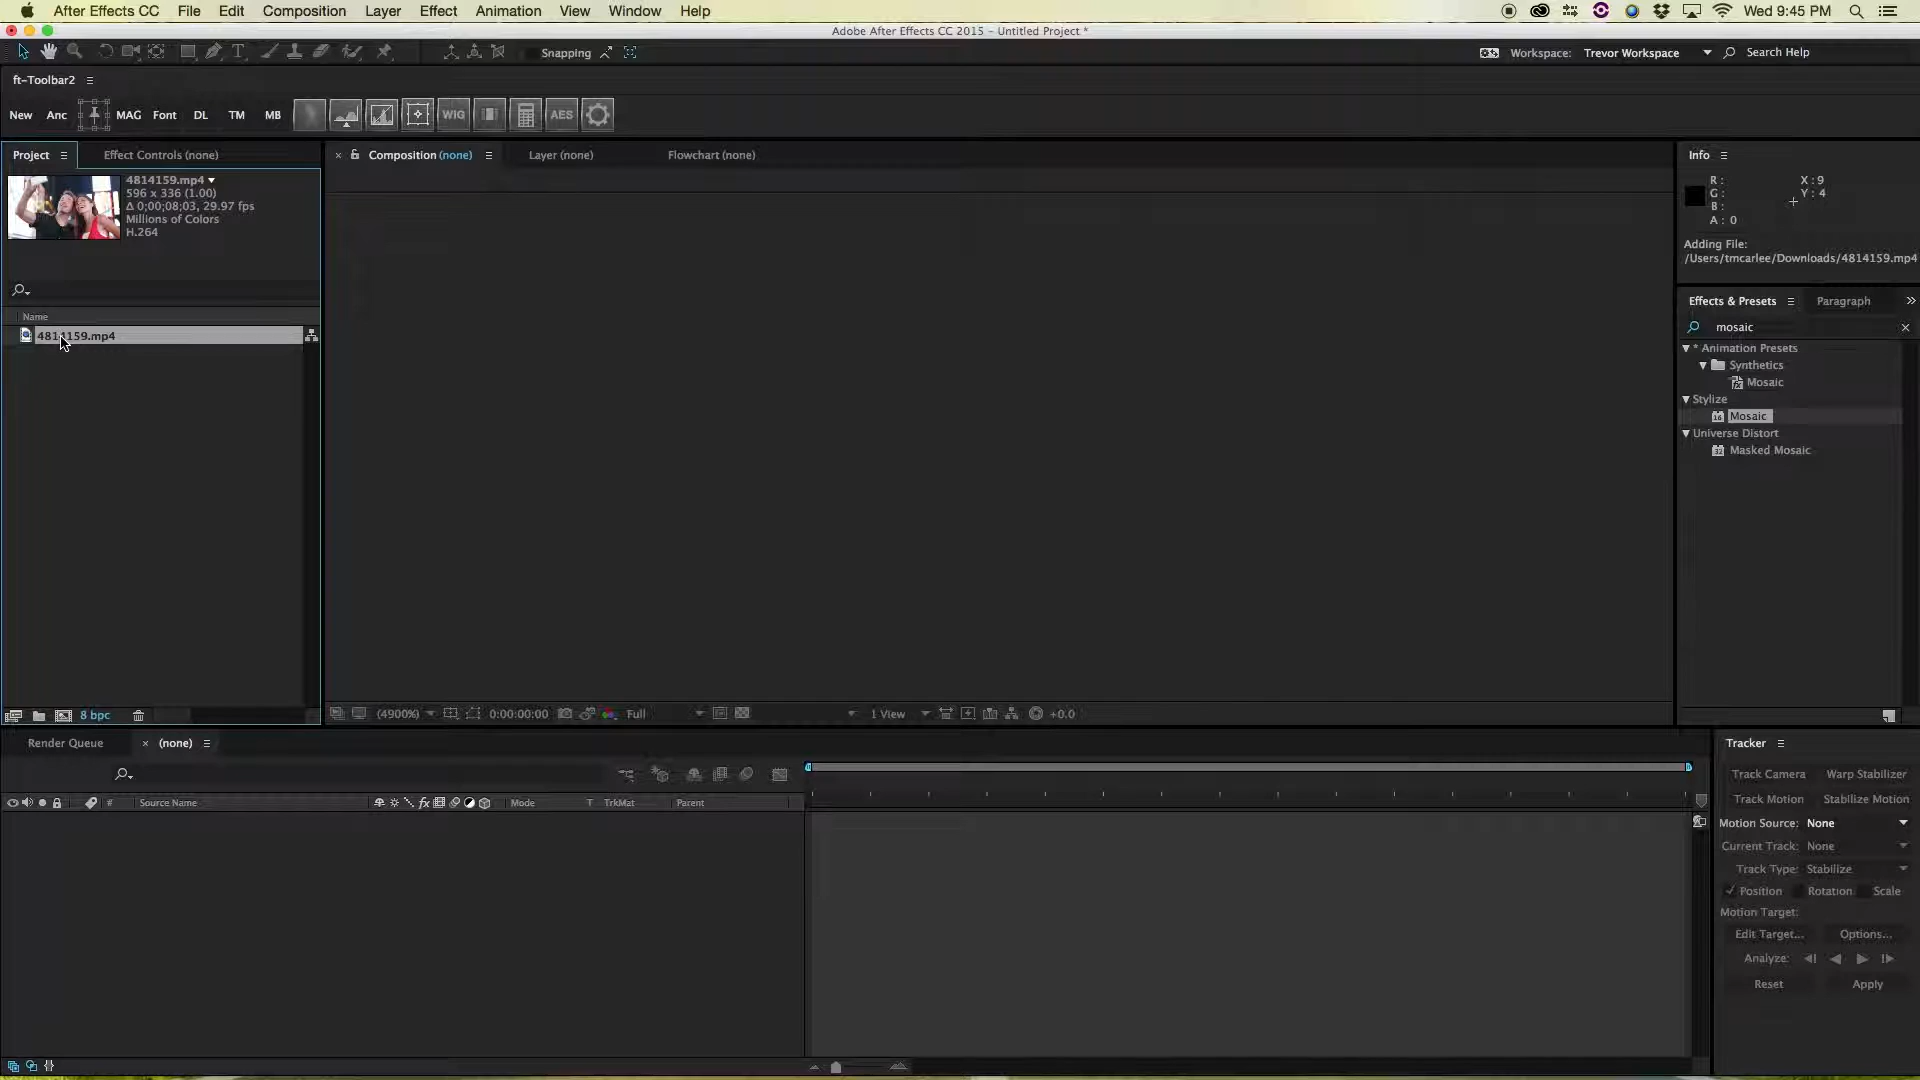 After Effects CC File Edit Composition Layer Effect Animation View Window Help Wed 9:45 PM
Adobe After Effects CC 2015 - Untitled Project *
Snapping Workspace: Trevor Workspace Search Help
ft-Toolbar2
New Anc MAG Font DL TM MB WIG AES
Project Effect Controls (none) Composition (none) Layer (none) Flowchart (none) Info
4814159.mp4
596 x 336 (1.00)
Δ 0;00;08;03, 29.97 fps
Millions of Colors
H.264
R: X: 9
G: Y: 4
B:
A: 0
Adding File:
/Users/tmcarlee/Downloads/4814159.mp4
Effects & Presets Paragraph
mosaic
* Animation Presets
Synthetics
Mosaic
Stylize
Mosaic
Universe Distort
Masked Mosaic
Name
4814159.mp4
8 bpc (4900%) 0:00:00:00 Full 1 View +0.0
Render Queue (none) Tracker
# Source Name fx Mode T TrkMat Parent
Track Camera Warp Stabilizer
Track Motion Stabilize Motion
Motion Source: None
Current Track: None
Track Type: Stabilize
Position Rotation Scale
Motion Target:
Edit Target... Options...
Analyze:
Reset Apply